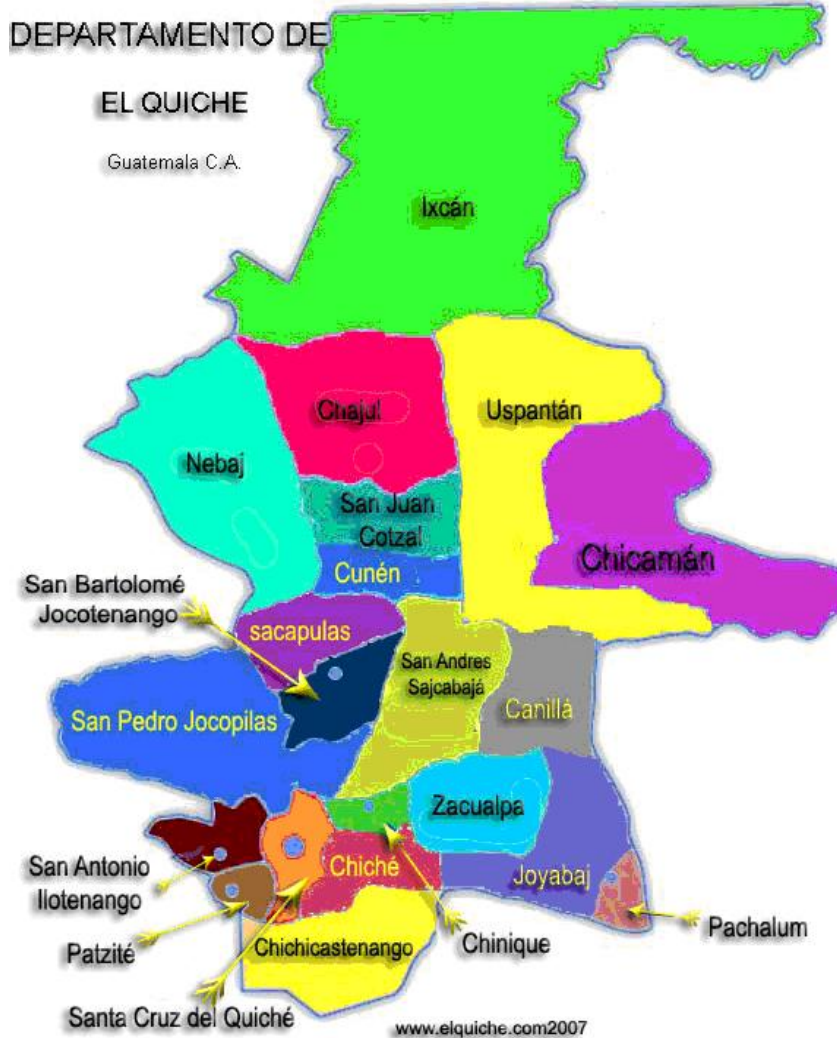 DEPARTAMENTO DE
EL QUICHE
Guatemala C.A.
Ixcán
Chajul
Uspantán
Nebaj
San Juan
Cotzal
Chicamán
Cunén
San Bartolomé
Jocotenango
sacapulas
San Andres
Sajcabajá
San Pedro Jocopilas
Canillá
Zacualpa
San Antonio
Ilotenango
Chiché
Joyabaj
Pachalum
Patzité
Chichicastenango
Chinique
Santa Cruz del Quiché
www.elquiche.com2007